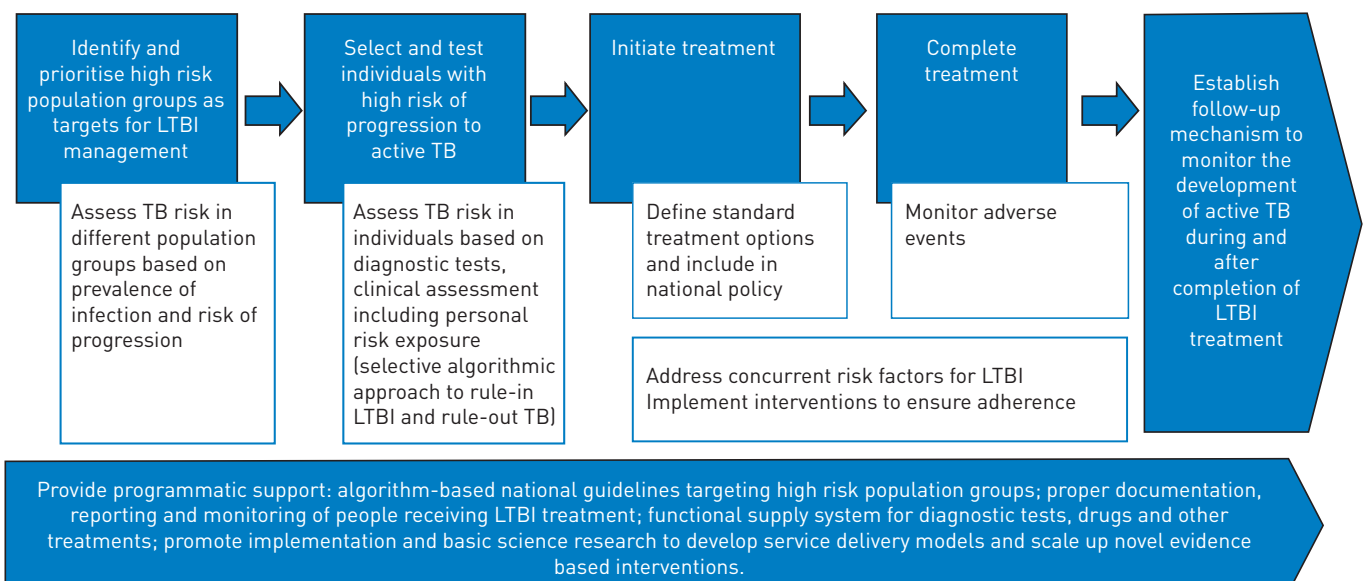 Identify and
prioritise high risk
population groups as
targets for LTBI
management
Assess TB risk in
different population
groups based on
prevalence of
infection and risk of
progression
Select and test
individuals with
high risk of
progression to
active TB
Assess TB risk in
individuals based on
diagnostic tests,
clinical assessment
including personal
risk exposure
(selective algorithmic
approach to rule-in
LTBI and rule-out TB)
Initiate treatment
Define standard
treatment options
and include in
national policy
Complete
treatment
Monitor adverse
events
Address concurrent risk factors for LTBI
Implement interventions to ensure adherence
Establish
follow-up
mechanism to
monitor the
development
of active TB
during and
after
completion of
LTBI
treatment
Provide programmatic support: algorithm-based national guidelines targeting high risk population groups; proper documentation,
reporting and monitoring of people receiving LTBI treatment; functional supply system for diagnostic tests, drugs and other
treatments; promote implementation and basic science research to develop service delivery models and scale up novel evidence
based interventions.